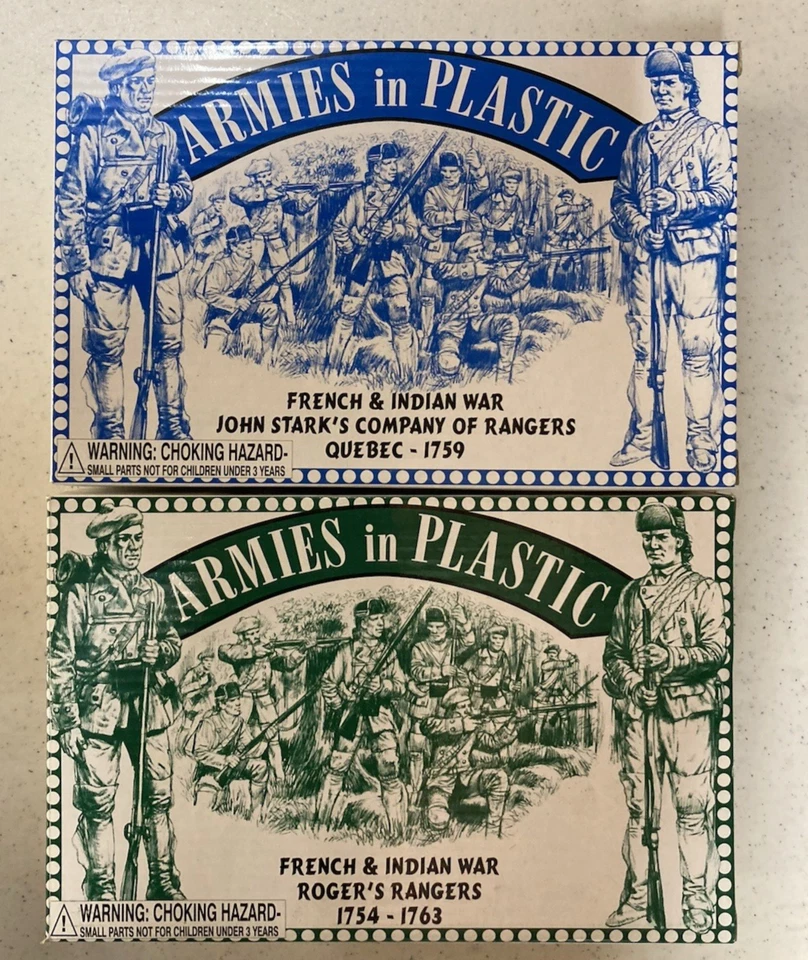 ARMIES in PLASTIC
FRENCH & INDIAN WAR
JOHN STARK'S COMPANY OF RANGERS
QUEBEC - 1759
WARNING: CHOKING HAZARD-
SMALL PARTS NOT FOR CHILDREN UNDER 3 YEARS
ARMIES in PLASTIC
FRENCH & INDIAN WAR
ROGER'S RANGERS
1754 - 1763
WARNING: CHOKING HAZARD-
SMALL PARTS NOT FOR CHILDREN UNDER 3 YEARS